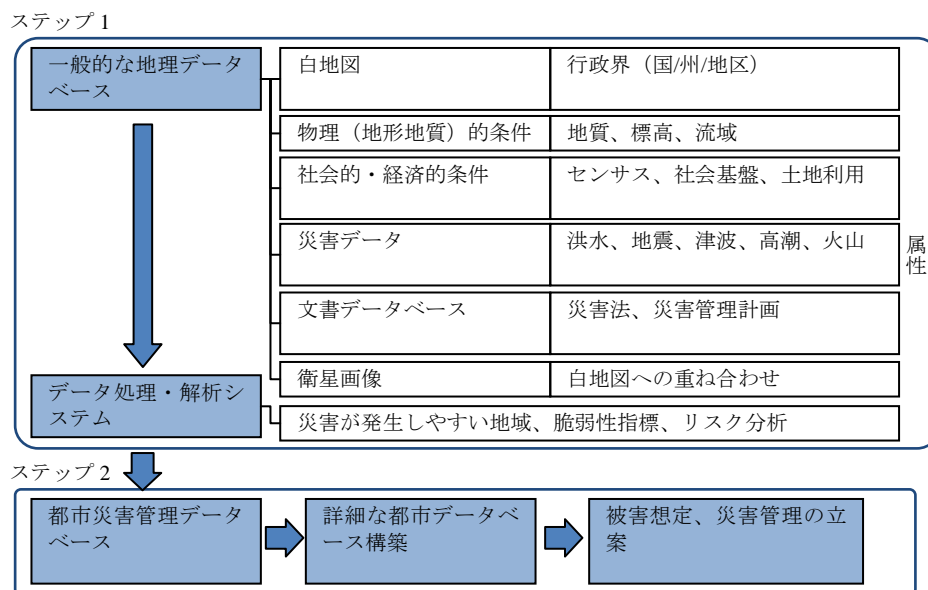 ステップ 1
一般的な地理データ
ベース
白地図
行政界（国/州/地区）
物理（地形地質）的条件
地質、標高、流域
社会的・経済的条件
センサス、社会基盤、土地利用
災害データ
洪水、地震、津波、高潮、火山
属性
文書データベース
災害法、災害管理計画
衛星画像
白地図への重ね合わせ
データ処理・解析シ
ステム
災害が発生しやすい地域、脆弱性指標、リスク分析
ステップ 2
都市災害管理データ
ベース
詳細な都市データベ
ース構築
被害想定、災害管理の立
案